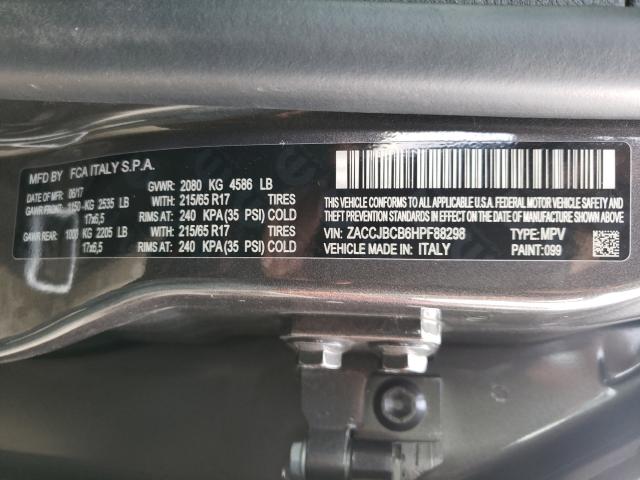 MFD BY FCA ITALY S.P.A.
DATE OF MFD: 06/17 GVWR: 2080 KG 4586 LB
GAWR FRONT: 1150 KG 2535 LB WITH 215/65 R17 TIRES
17x6,5 RIMS AT: 240 KPA (35 PSI) COLD
GAWR REAR: 1000 KG 2205 LB WITH 215/65 R17 TIRES
17x6,5 RIMS AT: 240 KPA (35 PSI) COLD
THIS VEHICLE CONFORMS TO ALL APPLICABLE U.S.A. FEDERAL MOTOR VEHICLE
SAFETY, BUMPER, AND THEFT PREVENTION STANDARDS IN EFFECT ON THE DATE OF MANUFACTURE SHOWN ABOVE.
VIN: ZACCJBCB6HPF88298 TYPE: MPV
VEHICLE MADE IN: ITALY PAINT: 099